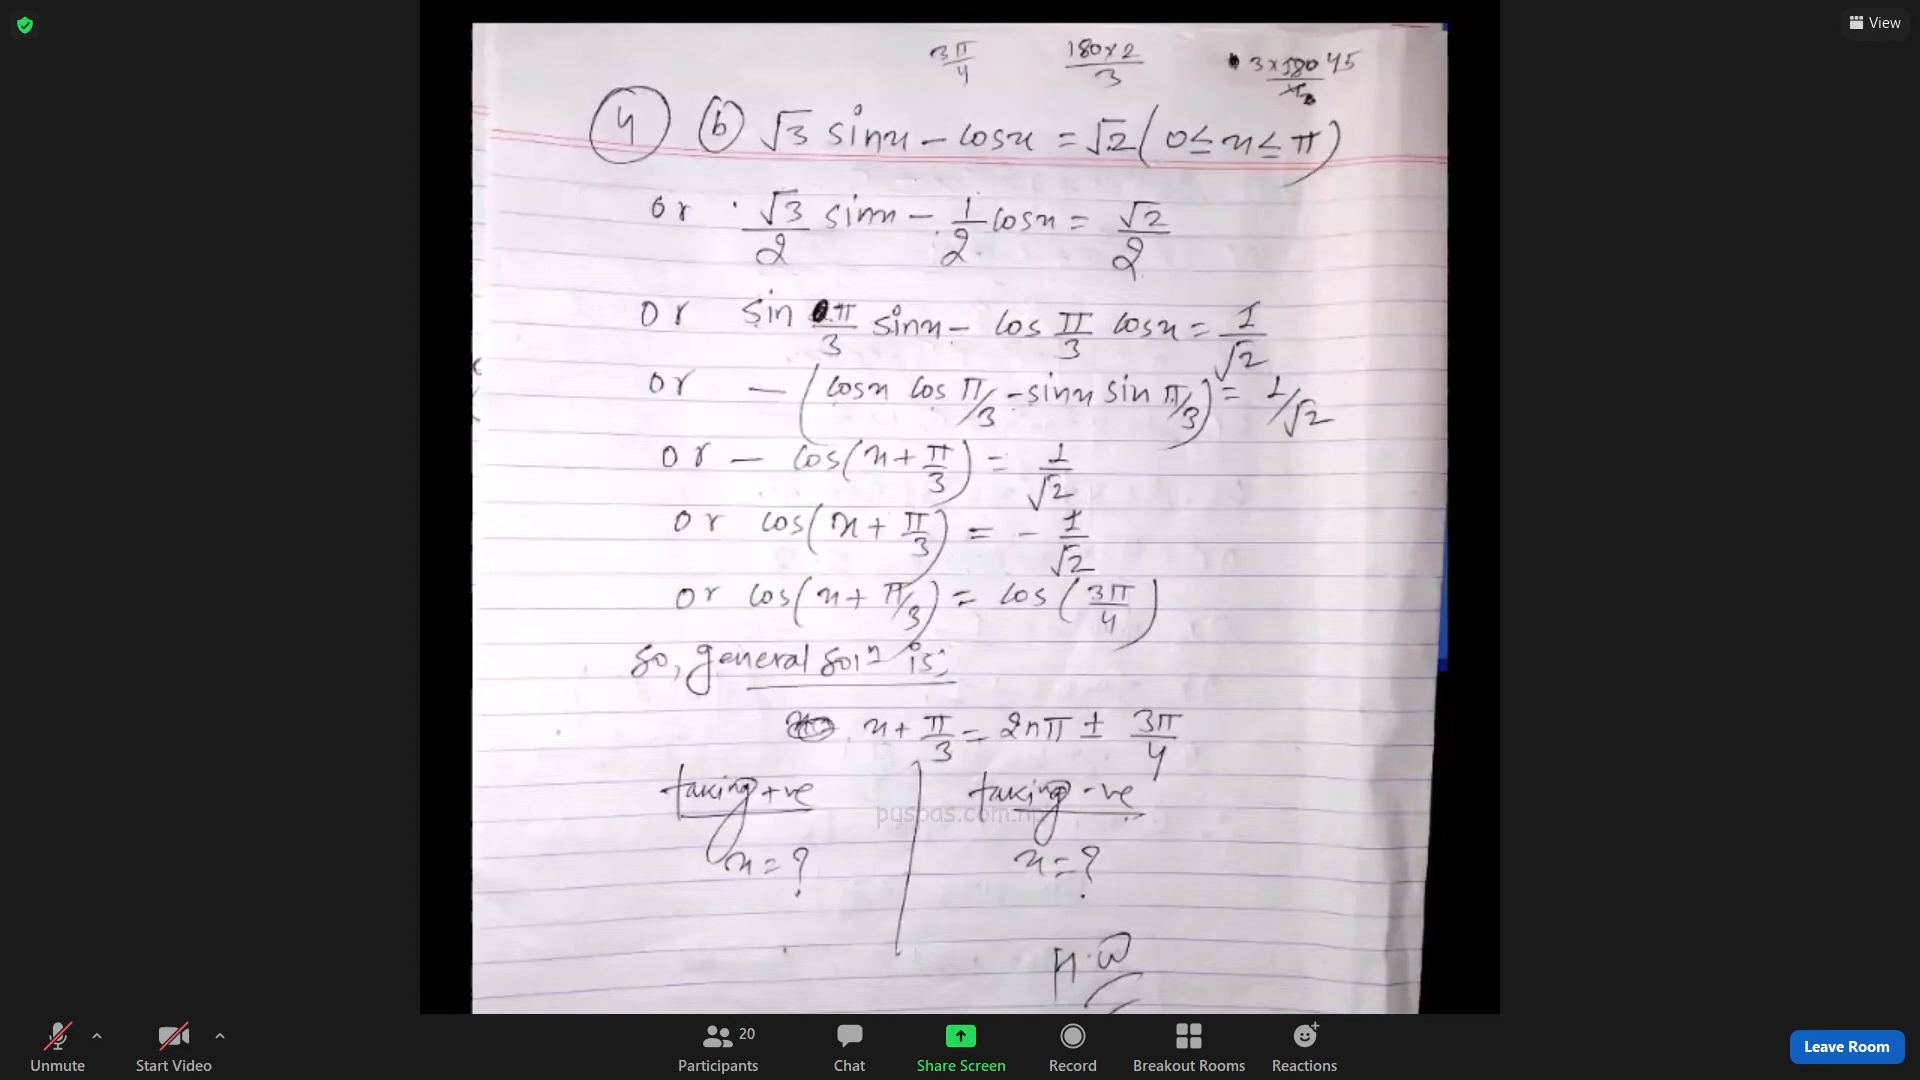 View
3π/4 180×2/3 3×180 45
4 b √3 sinx - cosx = √2 (0≤x≤π)
or √3/2 sinx - 1/2 cosx = √2/2
or sin π/3 sinx - cos π/3 cosx = 1/√2
or -(cosx cos π/3 - sinx sin π/3) = 1/√2
or - cos(x + π/3) = 1/√2
or cos(x + π/3) = - 1/√2
or cos(x + π/3) = cos(3π/4)
so, general solⁿ is:
x + π/3 = 2nπ ± 3π/4
taking +ve taking -ve
puspas.com.np
x = ? x = ?
H.W
Unmute Start Video 20 Participants Chat Share Screen Record Breakout Rooms Reactions Leave Room